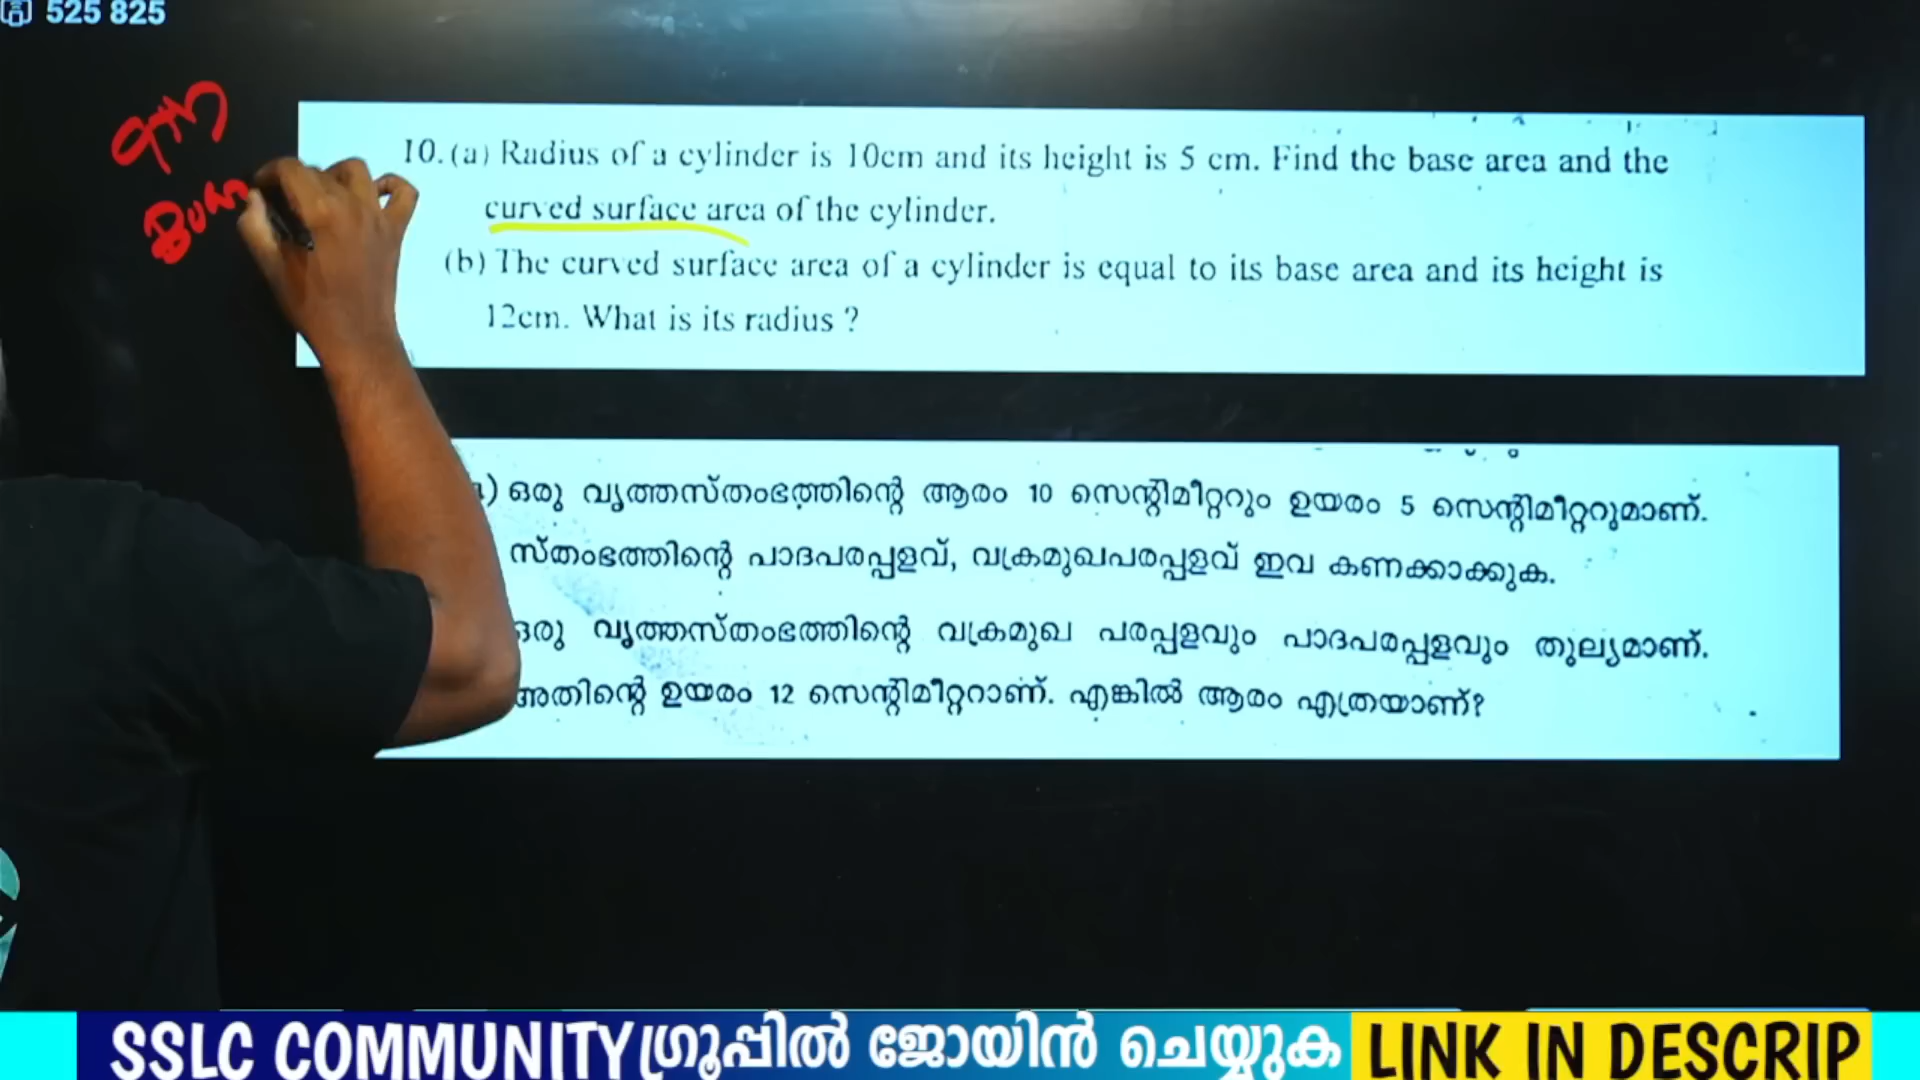 525 825
9th
10. (a) Radius of a cylinder is 10cm and its height is 5 cm. Find the base area and the
curved surface area of the cylinder.
(b) The curved surface area of a cylinder is equal to its base area and its height is
12cm. What is its radius ?
) ഒരു വൃത്തസ്തംഭത്തിന്റെ ആരം 10 സെന്റിമീറ്ററും ഉയരം 5 സെന്റിമീറ്ററുമാണ്.
സ്തംഭത്തിന്റെ പാദപരപ്പളവ്, വക്രമുഖപരപ്പളവ് ഇവ കണക്കാക്കുക.
ഒരു വൃത്തസ്തംഭത്തിന്റെ വക്രമുഖ പരപ്പളവും പാദപരപ്പളവും തുല്യമാണ്.
അതിന്റെ ഉയരം 12 സെന്റിമീറ്ററാണ്. എങ്കിൽ ആരം എത്രയാണ്?
SSLC COMMUNITY ഗ്രൂപ്പിൽ ജോയിൻ ചെയ്യുക LINK IN DESCRIP